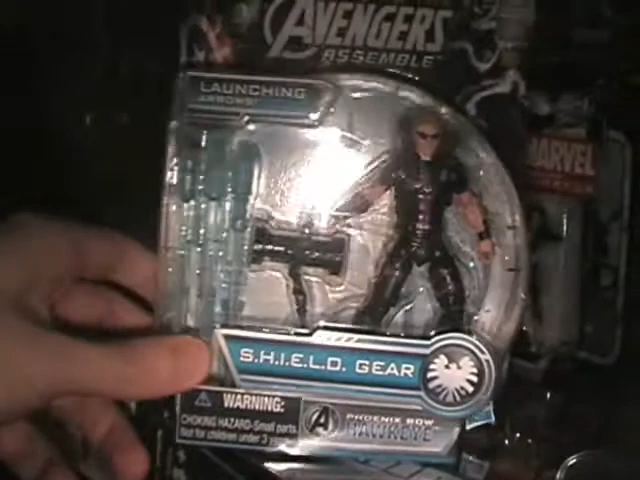 AVENGERS
ASSEMBLE
LAUNCHING
ARROWS!
MARVEL
S.H.I.E.L.D. GEAR
WARNING:
CHOKING HAZARD-Small parts.
Not for children under 3 years
PHOENIX BOW
HAWKEYE